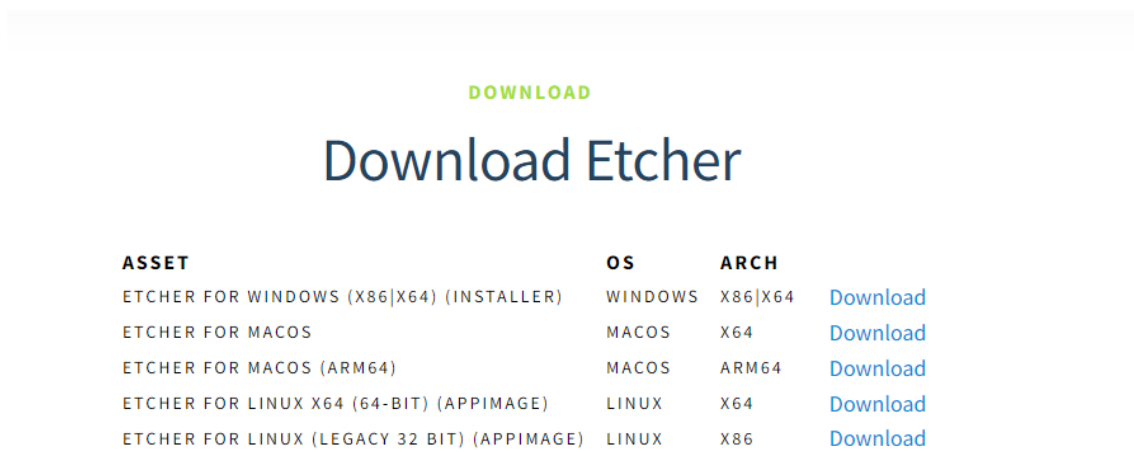 DOWNLOAD
Download Etcher
ASSET OS ARCH
ETCHER FOR WINDOWS (X86|X64) (INSTALLER) WINDOWS X86|X64 Download
ETCHER FOR MACOS MACOS X64 Download
ETCHER FOR MACOS (ARM64) MACOS ARM64 Download
ETCHER FOR LINUX X64 (64-BIT) (APPIMAGE) LINUX X64 Download
ETCHER FOR LINUX (LEGACY 32 BIT) (APPIMAGE) LINUX X86 Download